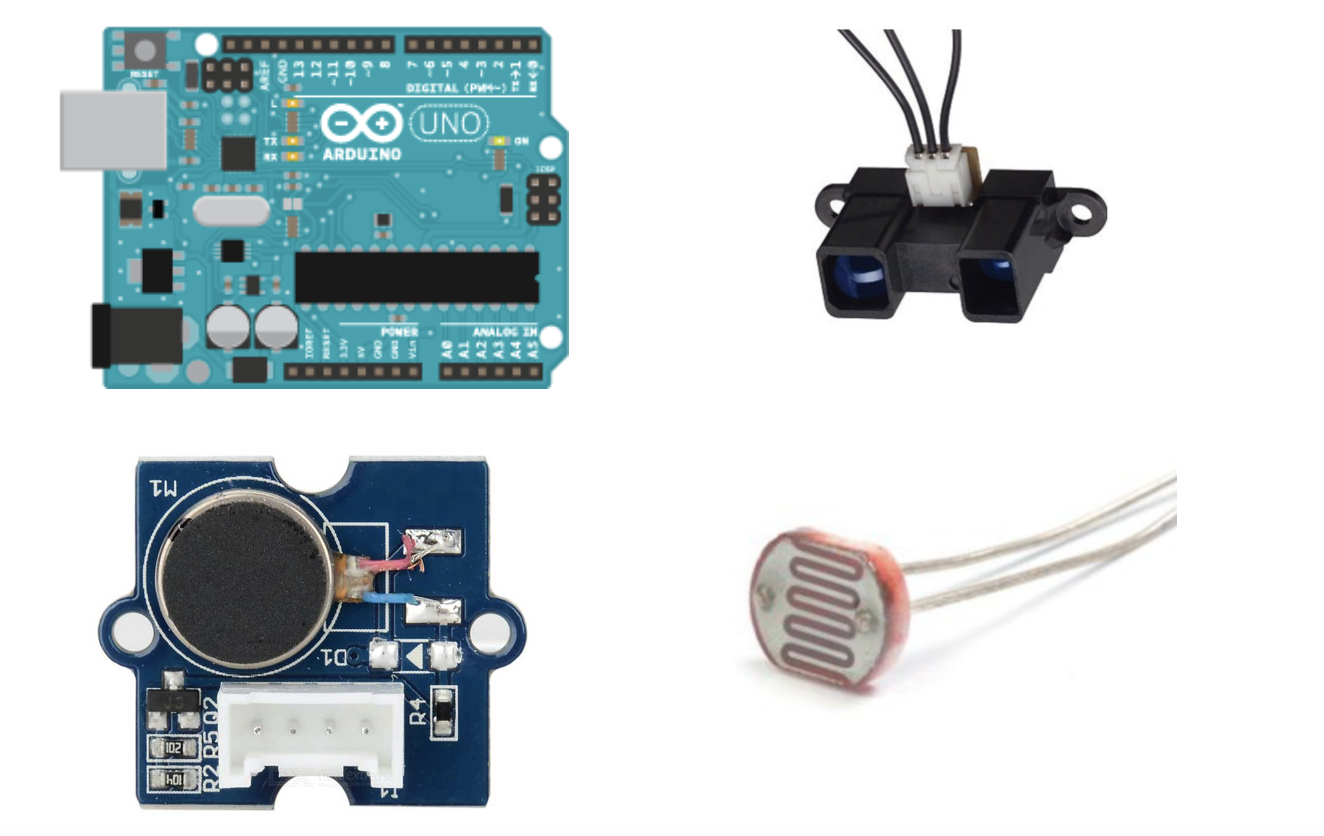 RESET
AREF
GND
13
12
~11
~10
~9
8
7
~6
~5
4
~3
2
TX→1
RX←0
DIGITAL (PWM~)
L
TX
RX
ARDUINO
UNO
ON
ICSP
POWER
ANALOG IN
IOREF
RESET
3.3V
5V
GND
GND
Vin
A0
A1
A2
A3
A4
A5
M1
D1
J3
Q2
R4
102
R5
104
R2